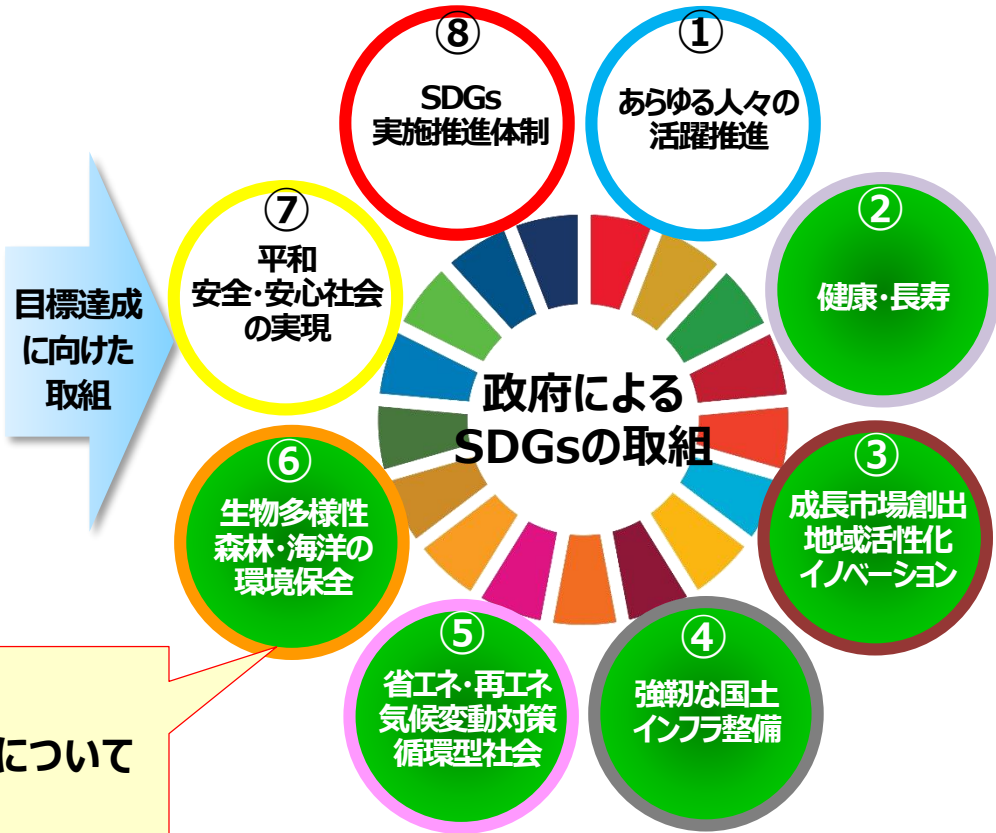 ⑧
SDGs
実施推進体制
①
あらゆる人々の
活躍推進
②
健康・長寿
⑦
平和
安全・安心社会
の実現
目標達成
に向けた
取組
政府による
SDGsの取組
③
成長市場創出
地域活性化
イノベーション
⑥
生物多様性
森林・海洋の
環境保全
⑤
省エネ・再エネ
気候変動対策
循環型社会
④
強靭な国土
インフラ整備
について